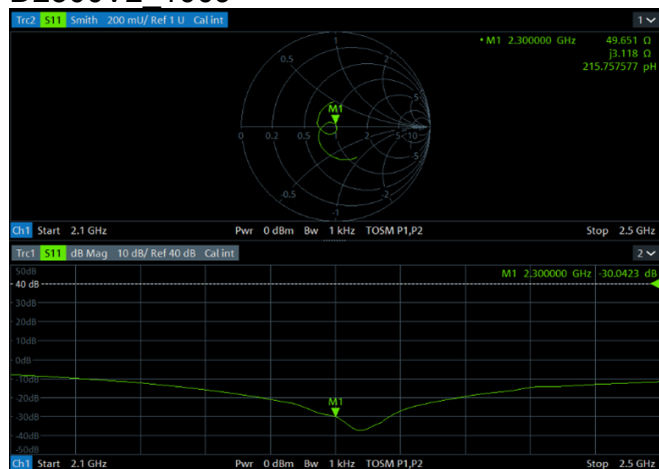 Trc2 S11 Smith 200 mU/ Ref 1 U Cal int 1
• M1 2.300000 GHz 49.651 Ω
j3.118 Ω
215.757577 pH
1
0.5 2
5
M1
0 0.2 0.5 1 2 5 10
-5
-0.5 -2
-1
Ch1 Start 2.1 GHz Pwr 0 dBm Bw 1 kHz TOSM P1,P2 Stop 2.5 GHz
Trc1 S11 dB Mag 10 dB/ Ref 40 dB Cal int 2
50dB M1 2.300000 GHz -30.0423 dB
40 dB
30dB
20dB
10dB
0dB
-10dB
-20dB
M1
-30dB
-40dB
-50dB
Ch1 Start 2.1 GHz Pwr 0 dBm Bw 1 kHz TOSM P1,P2 Stop 2.5 GHz